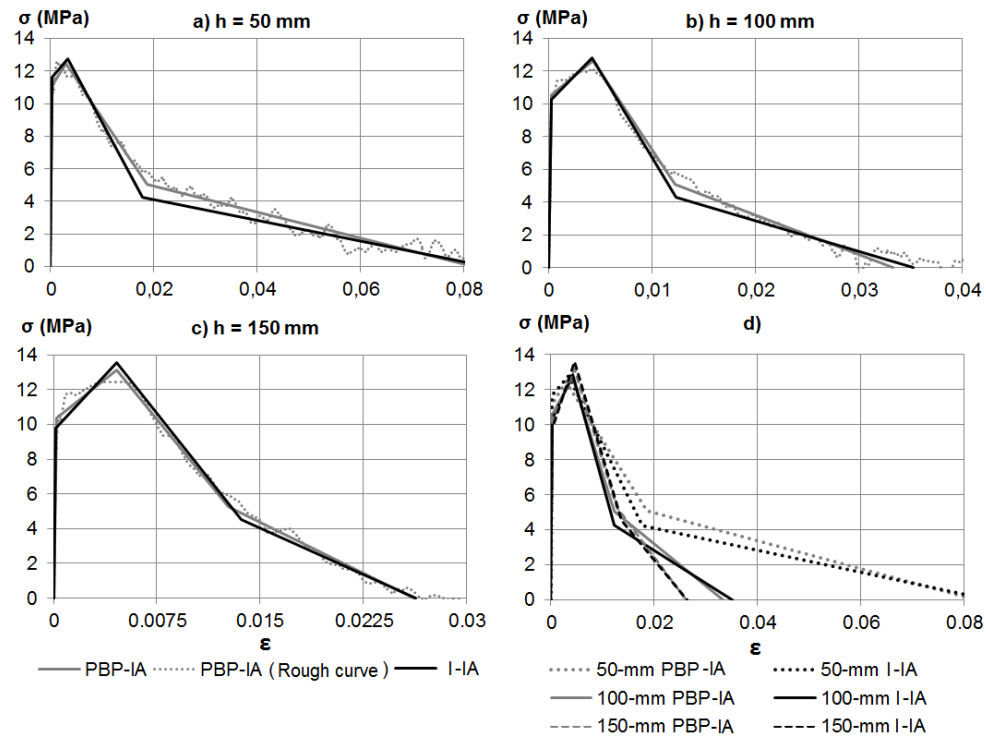 σ (MPa)
a) h = 50 mm
14
12
10
8
6
4
2
0
0
0,02
0,04
0,06
0,08
σ (MPa)
b) h = 100 mm
14
12
10
8
6
4
2
0
0
0,01
0,02
0,03
0,04
σ (MPa)
c) h = 150 mm
14
12
10
8
6
4
2
0
0
0.0075
0.015
0.0225
0.03
ε
PBP-IA
PBP-IA ( Rough curve )
I-IA
σ (MPa)
d)
14
12
10
8
6
4
2
0
0
0.02
0.04
0.06
0.08
ε
50-mm PBP-IA
50-mm I-IA
100-mm PBP-IA
100-mm I-IA
150-mm PBP-IA
150-mm I-IA